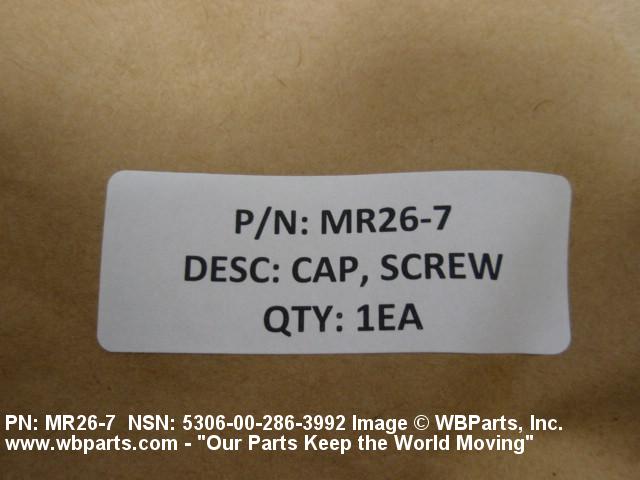 P/N: MR26-7
DESC: CAP, SCREW
QTY: 1EA
PN: MR26-7 NSN: 5306-00-286-3992 Image © WBParts, Inc.
www.wbparts.com - "Our Parts Keep the World Moving"